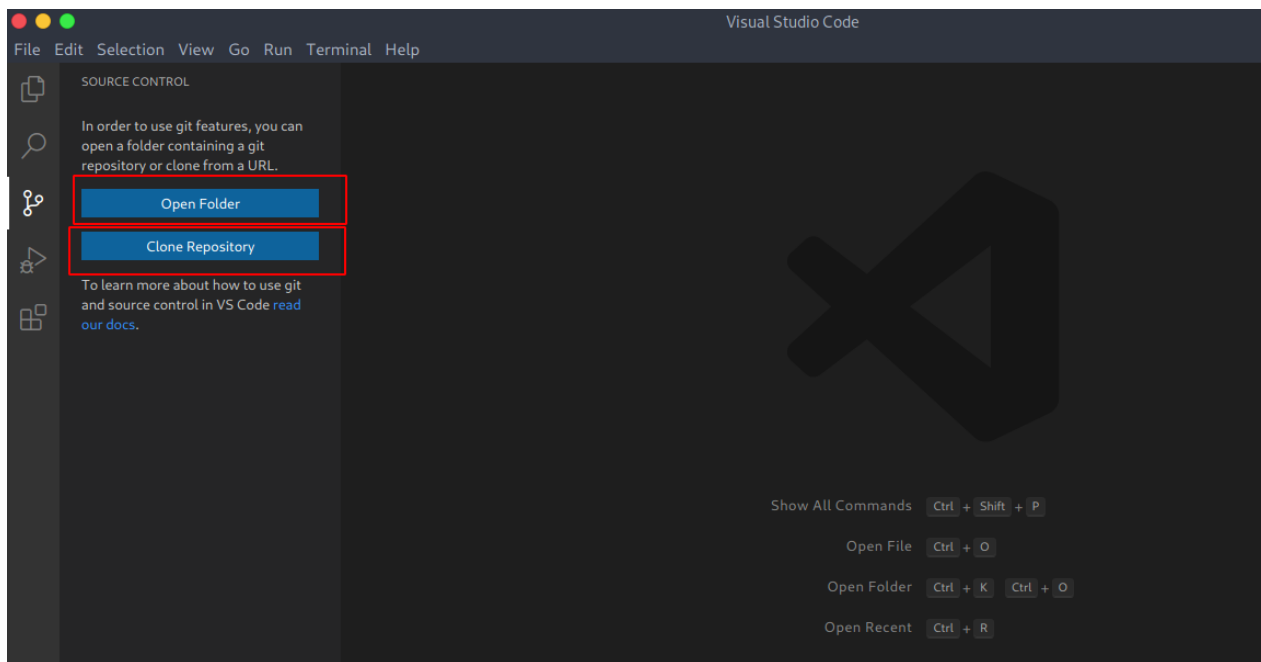 Visual Studio Code
File Edit Selection View Go Run Terminal Help
SOURCE CONTROL
In order to use git features, you can
open a folder containing a git
repository or clone from a URL.
Open Folder
Clone Repository
To learn more about how to use git
and source control in VS Code read
our docs.
Show All Commands Ctrl + Shift + P
Open File Ctrl + O
Open Folder Ctrl + K Ctrl + O
Open Recent Ctrl + R